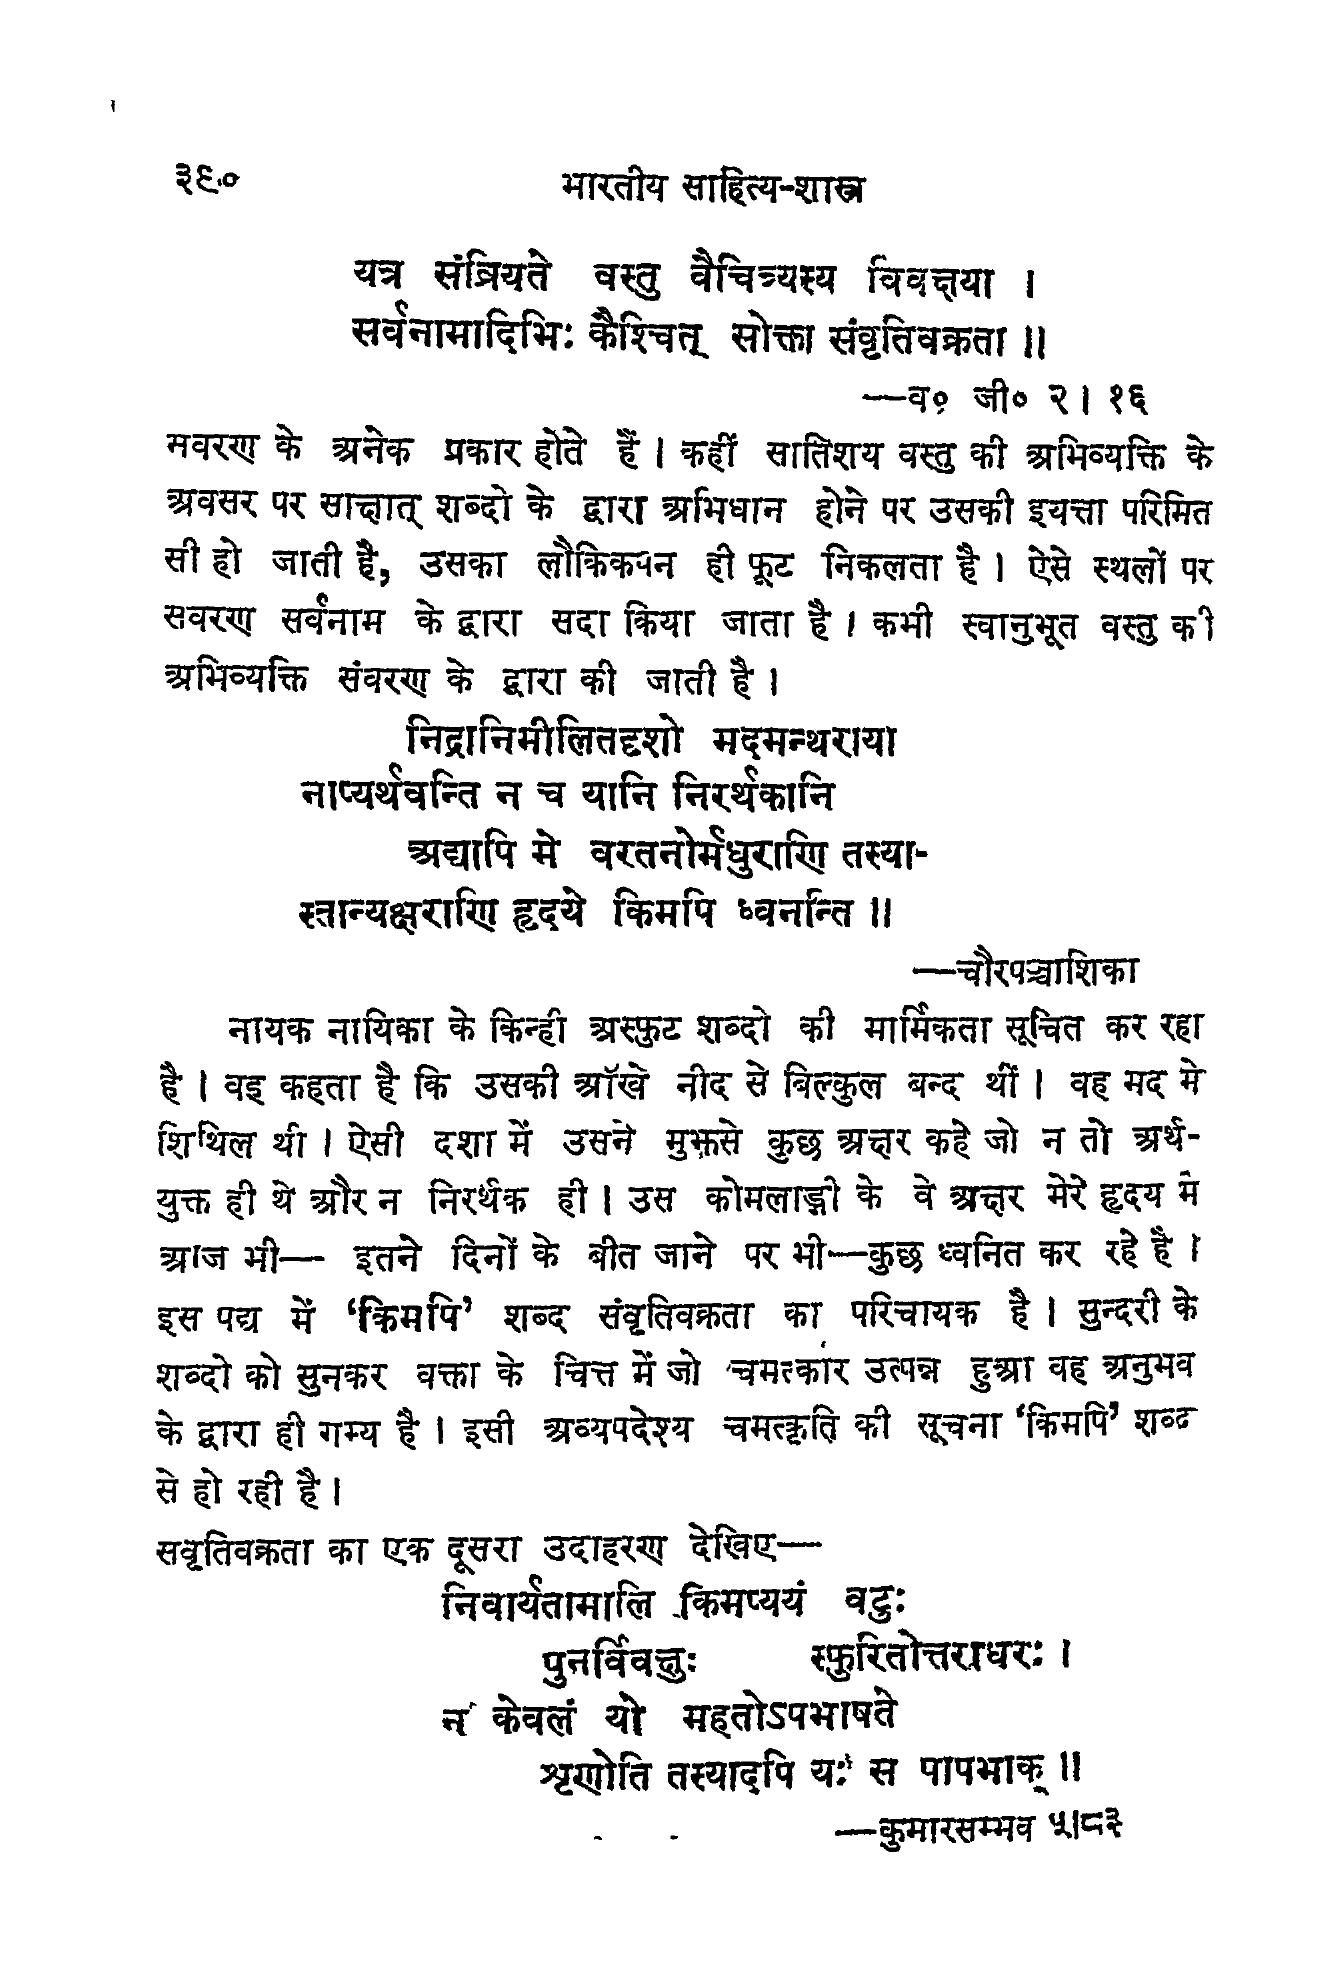 ३९०
भारतीय साहित्य-शास्त्र
यत्र संव्रियते वस्तु वैचित्र्यस्य विवक्षया ।
सर्वनामादिभिः कैश्चित् सोक्ता संवृतिवक्रता ॥
—व० जी० २। १६
मवरण के अनेक प्रकार होते हैं । कहीं सातिशय वस्तु की अभिव्यक्ति के
अवसर पर साक्षात् शब्दो के द्वारा अभिधान होने पर उसकी इयत्ता परिमित
सी हो जाती है, उसका लौकिकपन ही फूट निकलता है । ऐसे स्थलों पर
सवरण सर्वनाम के द्वारा सदा किया जाता है । कभी स्वानुभूत वस्तु की
अभिव्यक्ति संवरण के द्वारा की जाती है ।
निद्रानिमीलितदृशो मदमन्थराया
नाप्यर्थवन्ति न च यानि निरर्थकानि
अद्यापि मे वरतनोर्मधुराणि तस्या-
स्तान्यक्षराणि हृदये किमपि ध्वनन्ति ॥
—चौरपञ्चाशिका
नायक नायिका के किन्ही अस्फुट शब्दो की मार्मिकता सूचित कर रहा
है । वइ कहता है कि उसकी ऑखे नीद से बिल्कुल बन्द थीं । वह मद मे
शिथिल थी । ऐसी दशा में उसने मुझसे कुछ अक्षर कहे जो न तो अर्थ-
युक्त ही थे और न निरर्थक ही । उस कोमलाङ्गी के वे अक्षर मेरे हृदय मे
आज भी— इतने दिनों के बीत जाने पर भी—कुछ ध्वनित कर रहे है ।
इस पद्य में ‘किमपि’ शब्द संवृतिवक्रता का परिचायक है । सुन्दरी के
शब्दो को सुनकर वक्ता के चित्त में जो चमत्कार उत्पन्न हुआ वह अनुभव
के द्वारा ही गम्य है । इसी अव्यपदेश्य चमत्कृति की सूचना ‘किमपि’ शब्द
से हो रही है ।
सवृतिवक्रता का एक दूसरा उदाहरण देखिए—
निवार्यतामालि किमप्ययं वटुः
पुनर्विवक्षुः स्फुरितोत्तराधरः ।
न केवलं यो महतोऽपभाषते
शृणोति तस्मादपि यः स पापभाक् ॥
—कुमारसम्भव ५।८३